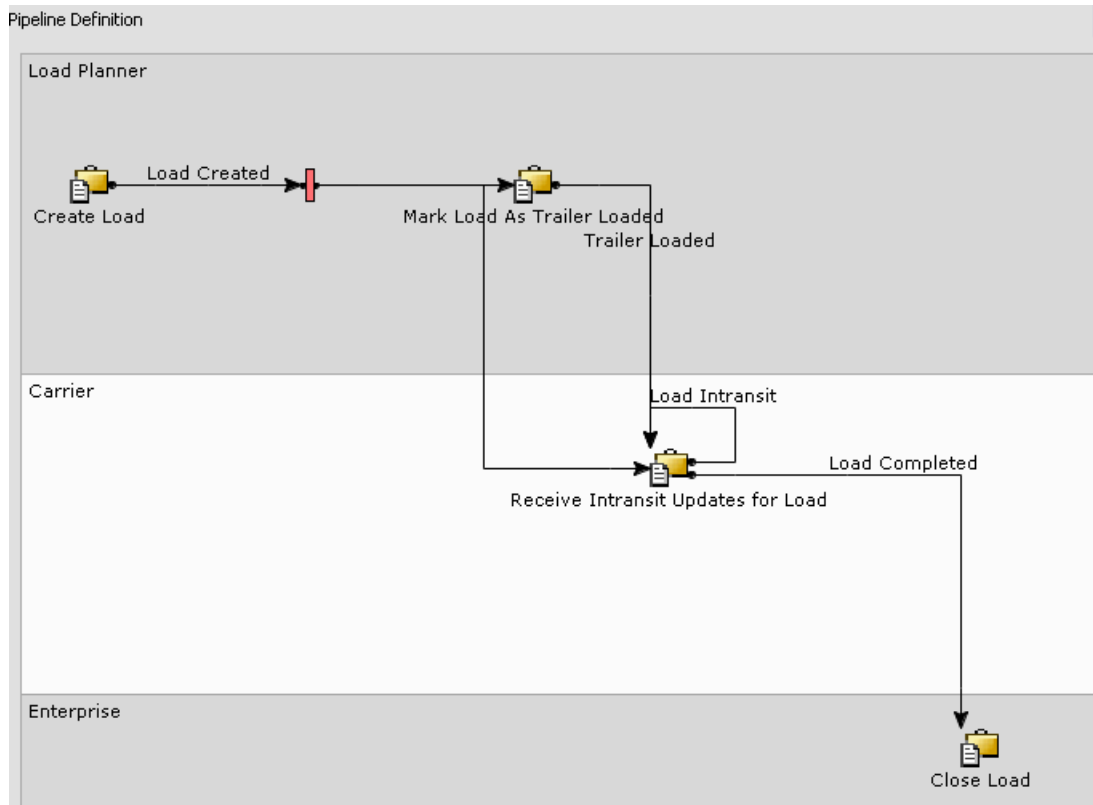 Pipeline Definition
Load Planner
Load Created
Create Load
Mark Load As Trailer Loaded
Trailer Loaded
Carrier
Load Intransit
Load Completed
Receive Intransit Updates for Load
Enterprise
Close Load